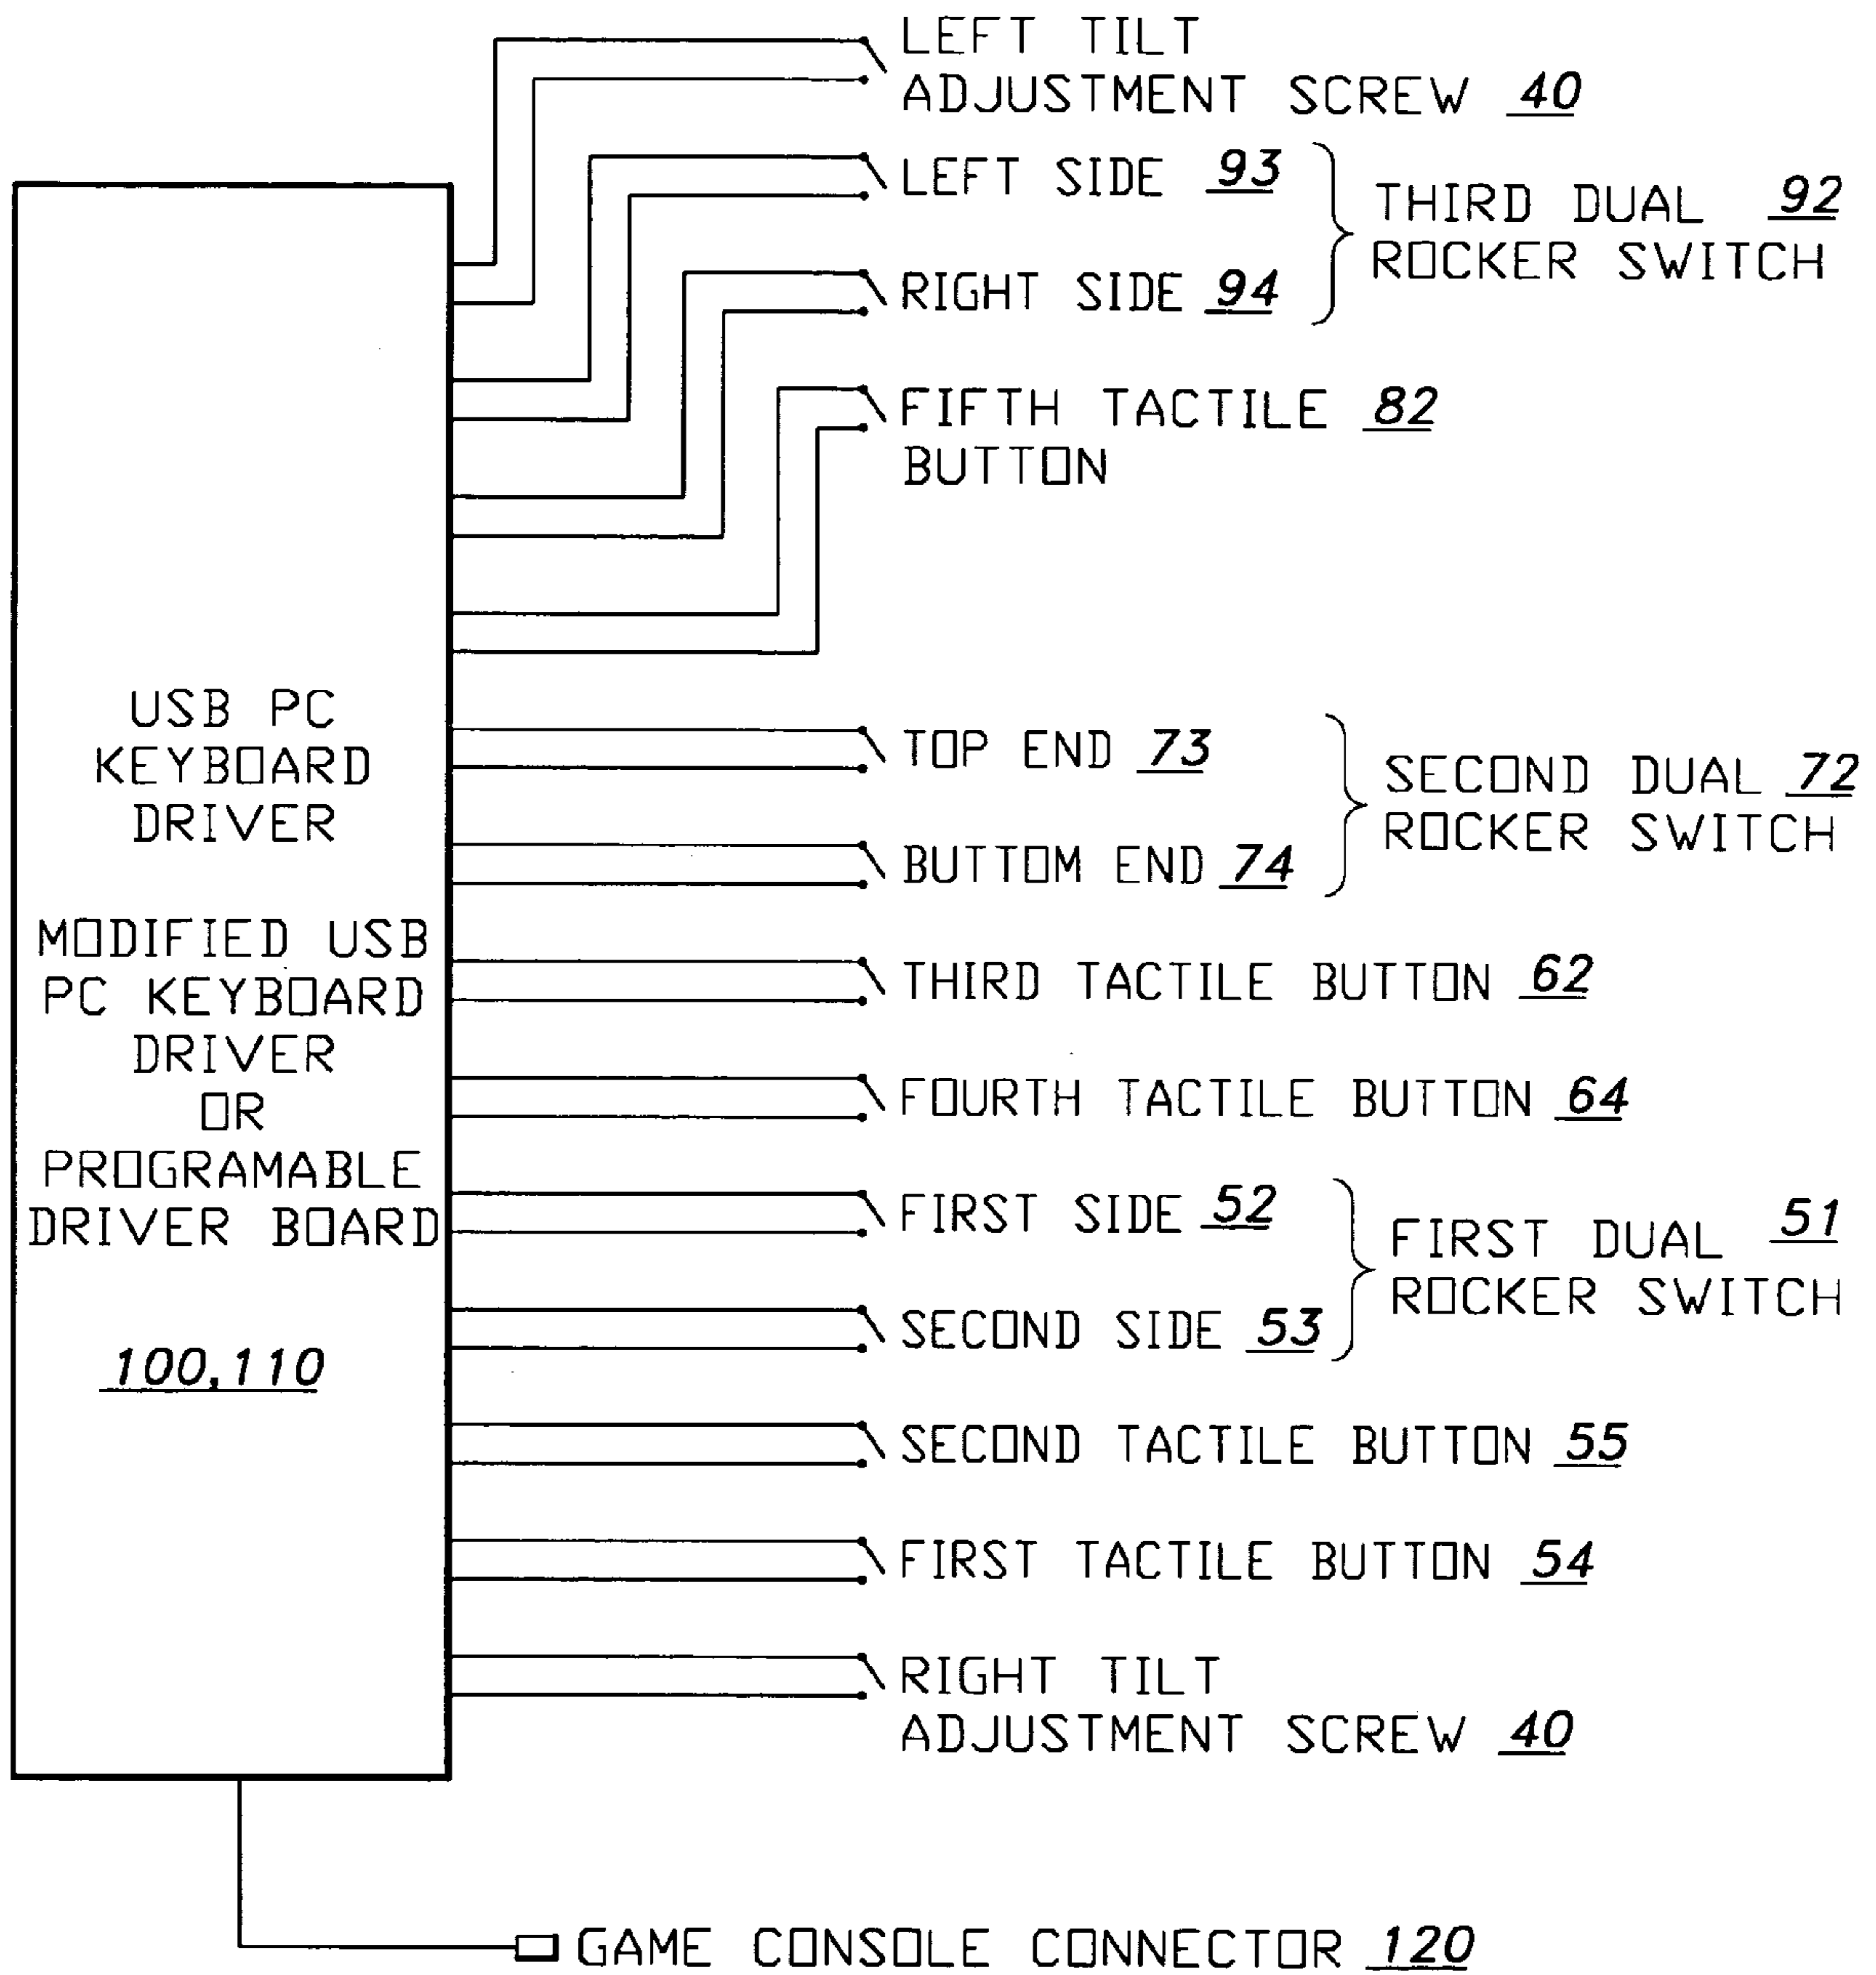 LEFT TILT
ADJUSTMENT SCREW 40
LEFT SIDE 93
RIGHT SIDE 94
THIRD DUAL 92
ROCKER SWITCH
FIFTH TACTILE 82
BUTTON
USB PC
KEYBOARD
DRIVER
MODIFIED USB
PC KEYBOARD
DRIVER
OR
PROGRAMABLE
DRIVER BOARD
100,110
TOP END 73
BUTTOM END 74
SECOND DUAL 72
ROCKER SWITCH
THIRD TACTILE BUTTON 62
FOURTH TACTILE BUTTON 64
FIRST SIDE 52
SECOND SIDE 53
FIRST DUAL 51
ROCKER SWITCH
SECOND TACTILE BUTTON 55
FIRST TACTILE BUTTON 54
RIGHT TILT
ADJUSTMENT SCREW 40
GAME CONSOLE CONNECTOR 120